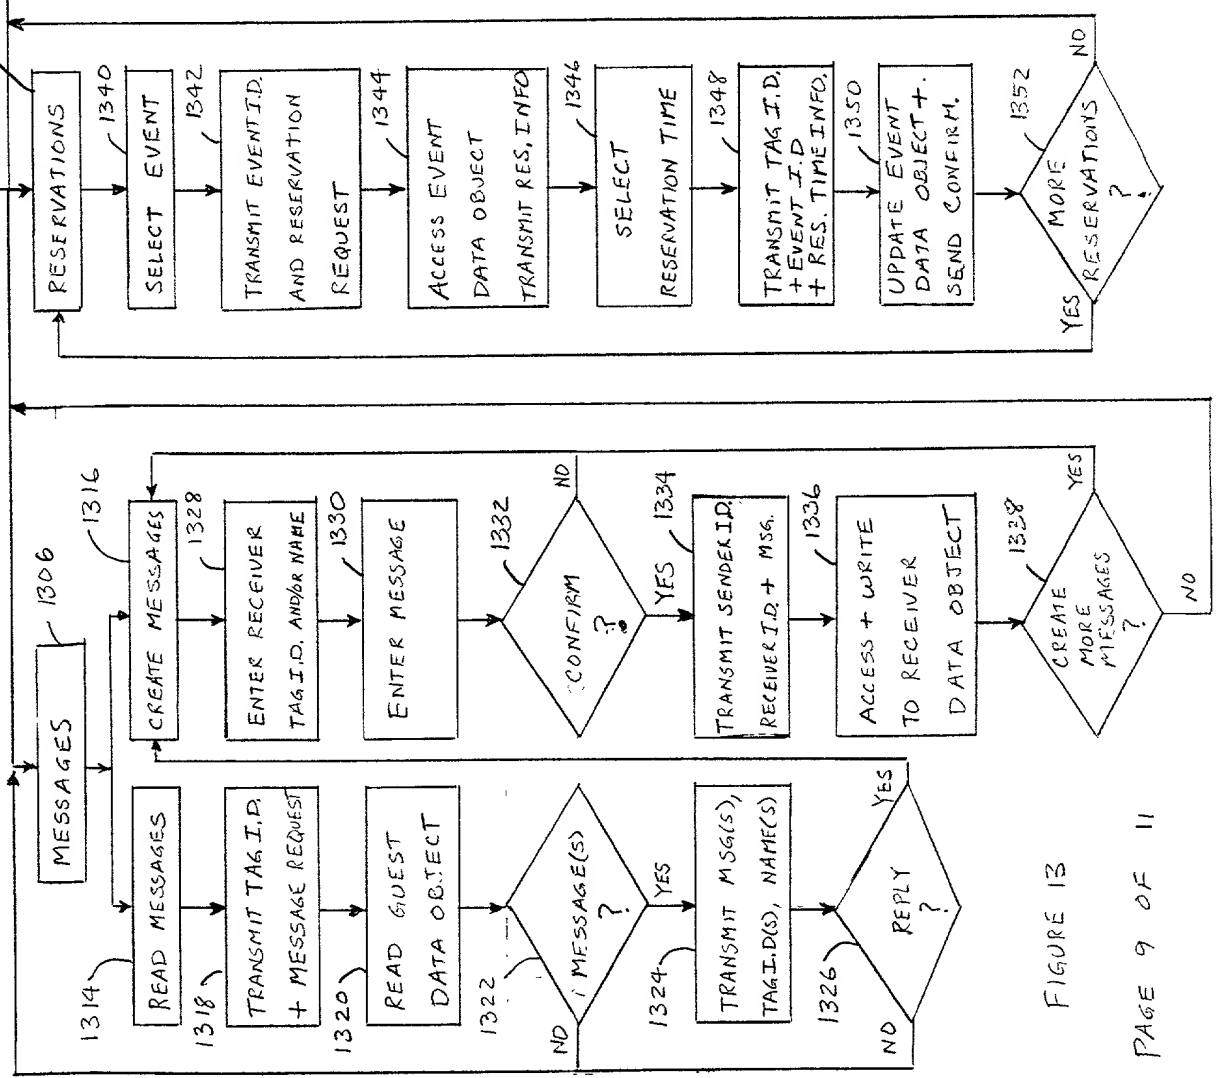 MESSAGES
1306
1314
READ MESSAGES
1318
TRANSMIT TAG I.D.
+ MESSAGE REQUEST
1320
READ GUEST
DATA OBJECT
1322
MESSAGE(S)
?
NO
YES
1324
TRANSMIT MSG(S),
TAG I.D(S), NAME(S)
1326
REPLY
?
NO
YES
1316
CREATE MESSAGES
1328
ENTER RECEIVER
TAG I.D. AND/OR NAME
1330
ENTER MESSAGE
1332
CONFIRM
?
NO
YES
1334
TRANSMIT SENDER I.D.
RECEIVER I.D. + MSG.
1336
ACCESS + WRITE
TO RECEIVER
DATA OBJECT
1338
CREATE
MORE
MESSAGES
?
YES
NO
RESERVATIONS
1340
SELECT EVENT
1342
TRANSMIT EVENT I.D.
AND RESERVATION
REQUEST
1344
ACCESS EVENT
DATA OBJECT
TRANSMIT RES. INFO
1346
SELECT
RESERVATION TIME
1348
TRANSMIT TAG I.D.
+ EVENT I.D
+ RES. TIME INFO.
1350
UPDATE EVENT
DATA OBJECT +.
SEND CONFIRM.
1352
MORE
RESERVATIONS
?
YES
NO
FIGURE 13
PAGE 9 OF 11